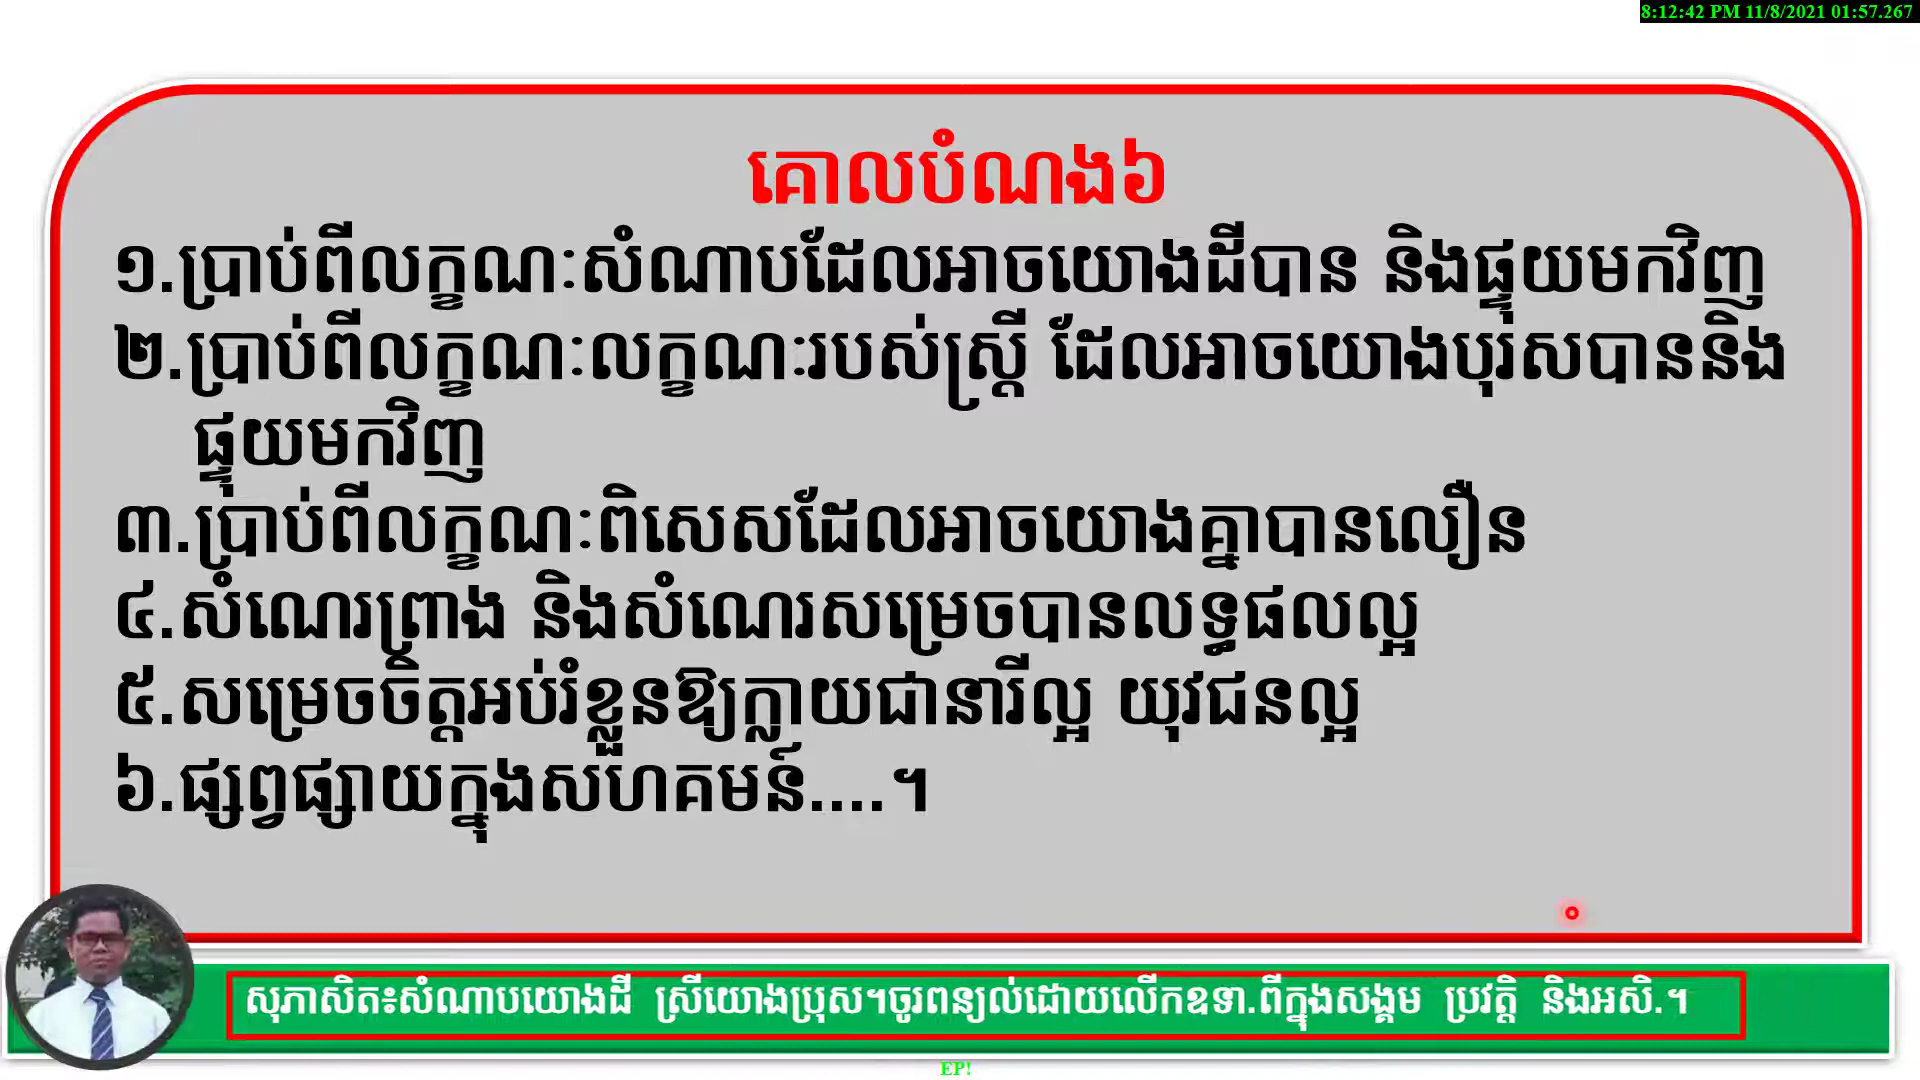 8:12:42 PM 11/8/2021 01:57.267
គោលបំណង៦
១.ប្រាប់ពីលក្ខណៈសំណាបដែលអាចយោងដីបាន និងផ្ទុយមកវិញ
២.ប្រាប់ពីលក្ខណៈលក្ខណៈរបស់ស្ត្រី ដែលអាចយោងបុរសបាននិង
ផ្ទុយមកវិញ
៣.ប្រាប់ពីលក្ខណៈពិសេសដែលអាចយោងគ្នាបានលឿន
៤.សំណេរព្រាង និងសំណេរសម្រេចបានលទ្ធផលល្អ
៥.សម្រេចចិត្តអប់រំខ្លួនឱ្យក្លាយជានារីល្អ យុវជនល្អ
៦.ផ្សព្វផ្សាយក្នុងសហគមន៍....។
សុភាសិត៖សំណាបយោងដី ស្រីយោងប្រុស។ចូរពន្យល់ដោយលើកឧទា.ពីក្នុងសង្គម ប្រវត្តិ និងអសិ.។
EP!